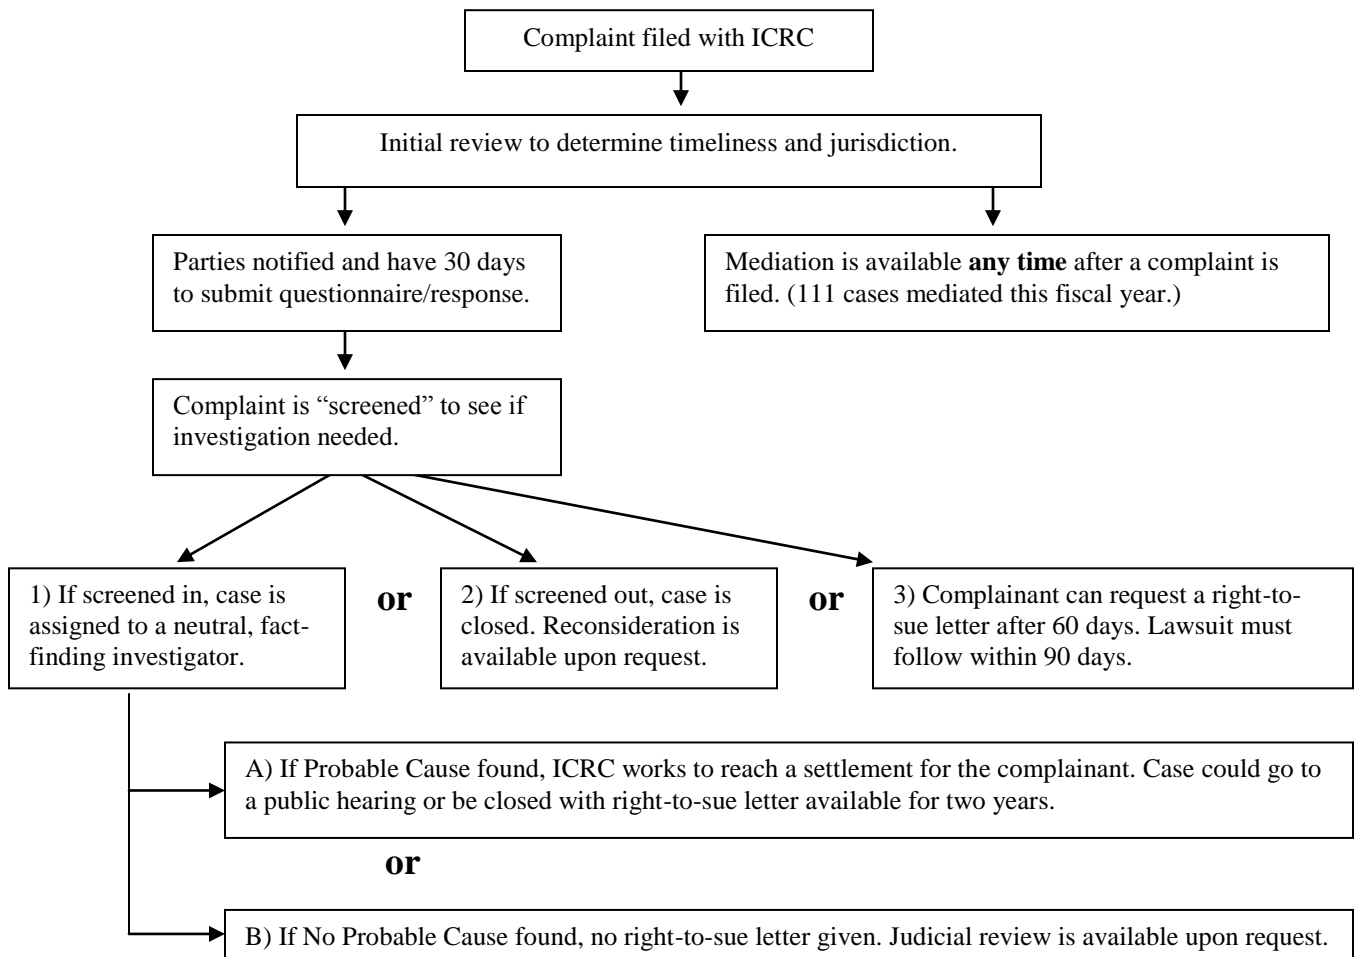 Complaint filed with ICRC
Initial review to determine timeliness and jurisdiction.
Parties notified and have 30 days
to submit questionnaire/response.
Mediation is available any time after a complaint is
filed. (111 cases mediated this fiscal year.)
Complaint is “screened” to see if
investigation needed.
1) If screened in, case is
assigned to a neutral, fact-
finding investigator.
or
2) If screened out, case is
closed. Reconsideration is
available upon request.
or
3) Complainant can request a right-to-
sue letter after 60 days. Lawsuit must
follow within 90 days.
A) If Probable Cause found, ICRC works to reach a settlement for the complainant. Case could go to
a public hearing or be closed with right-to-sue letter available for two years.
or
B) If No Probable Cause found, no right-to-sue letter given. Judicial review is available upon request.